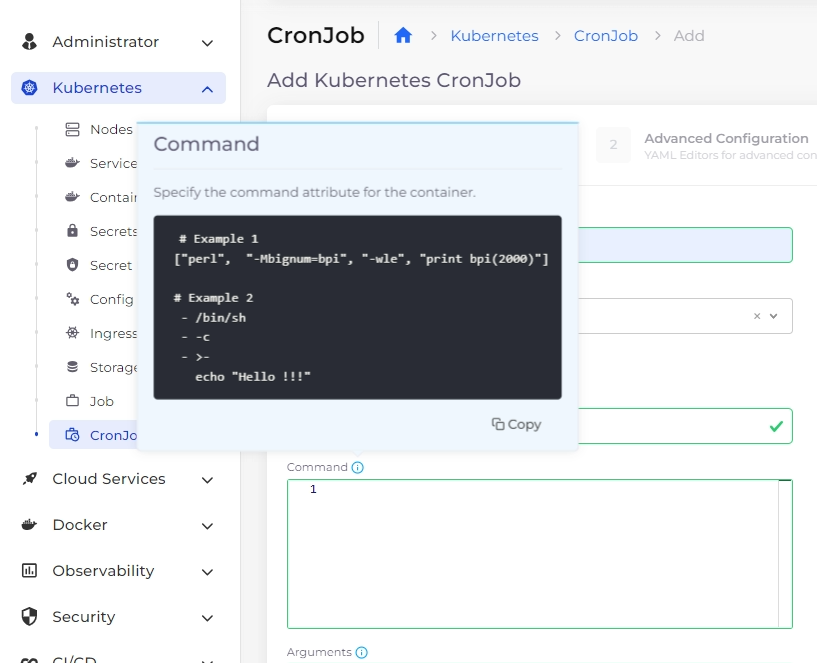 Administrator
Kubernetes
Nodes
Service
Contai
Secrets
Secret
Config
Ingress
Storage
Job
CronJo
Cloud Services
Docker
Observability
Security
CI/CD
CronJob
Kubernetes
CronJob
Add
Add Kubernetes CronJob
2
Advanced Configuration
YAML Editors for advanced con
Command
Specify the command attribute for the container.
# Example 1
["perl",  "-Mbignum=bpi", "-wle", "print bpi(2000)"]
# Example 2
- /bin/sh
- -c
- >-
echo "Hello !!!"
Copy
Command
1
Arguments